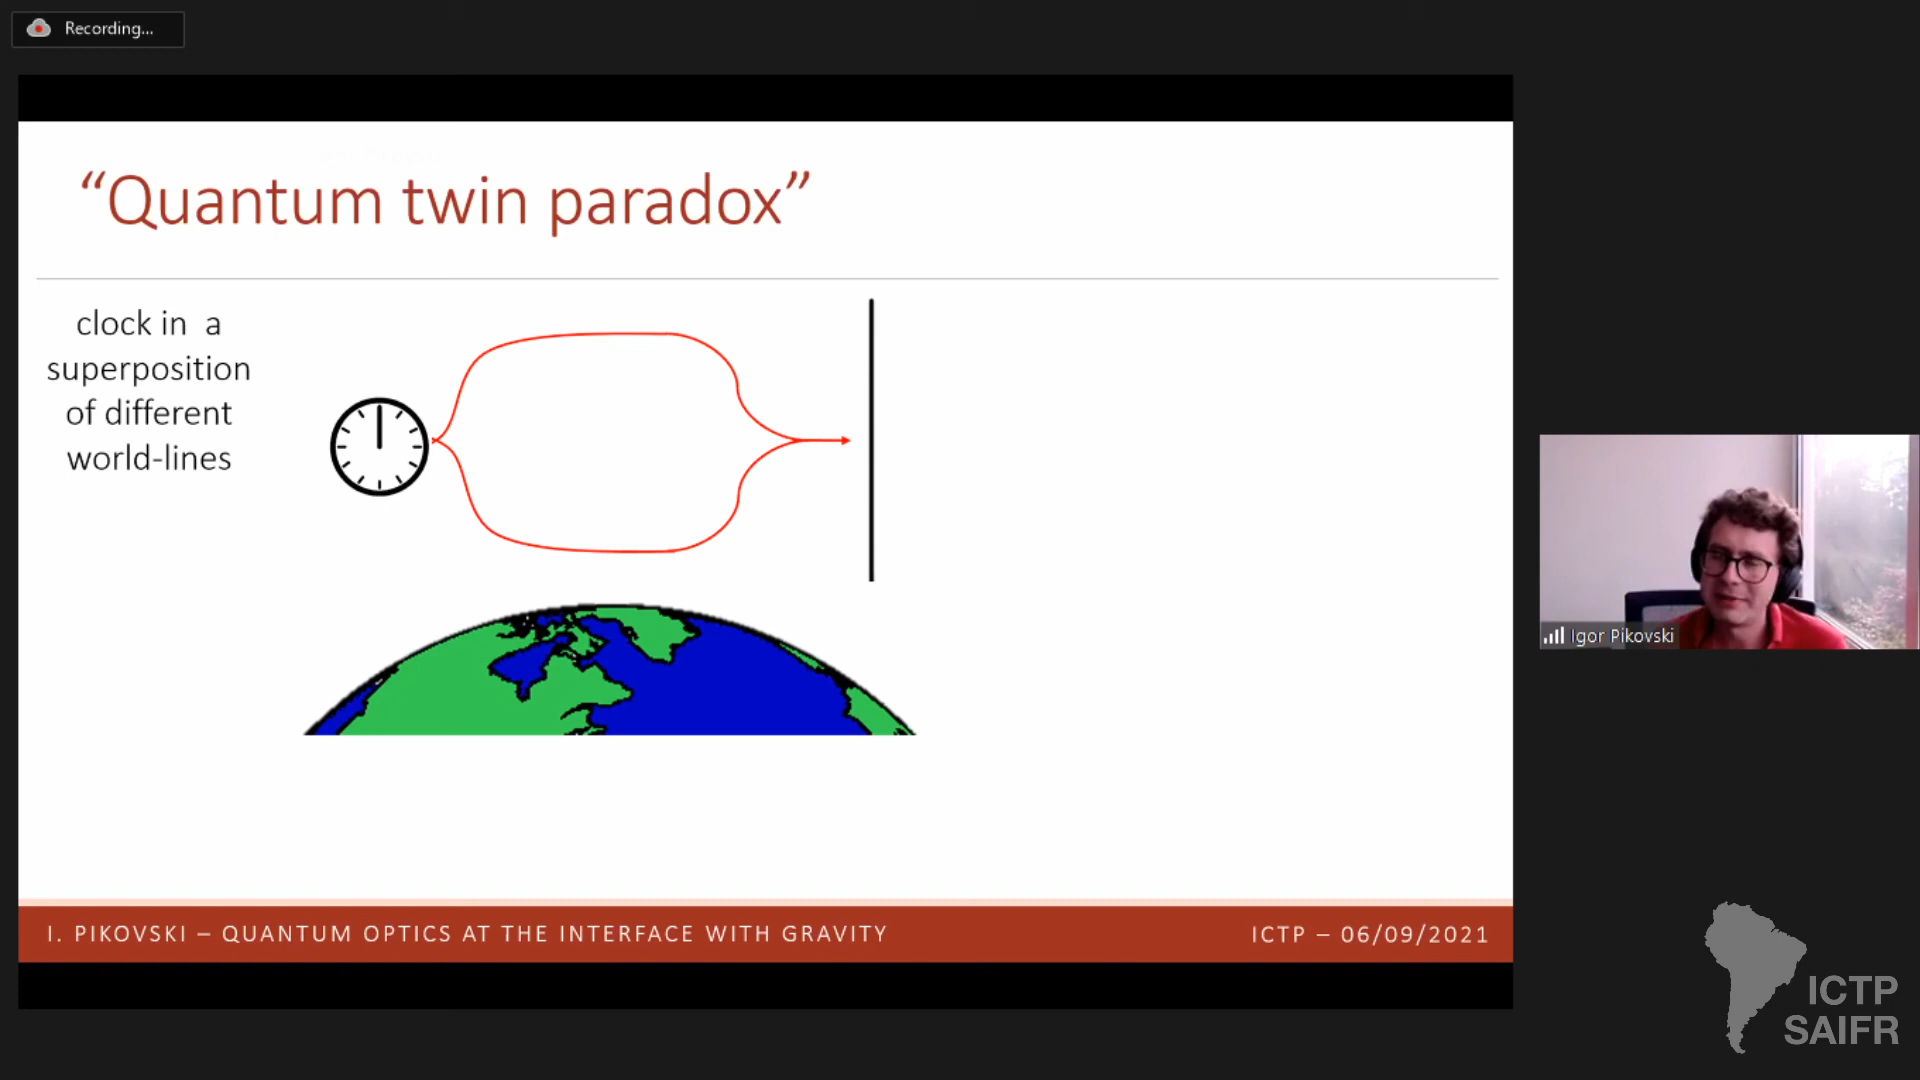 Recording...
“Quantum twin paradox”
clock in a
superposition
of different
world-lines
Igor Pikovski
I. PIKOVSKI – QUANTUM OPTICS AT THE INTERFACE WITH GRAVITY
ICTP – 06/09/2021
ICTP
SAIFR